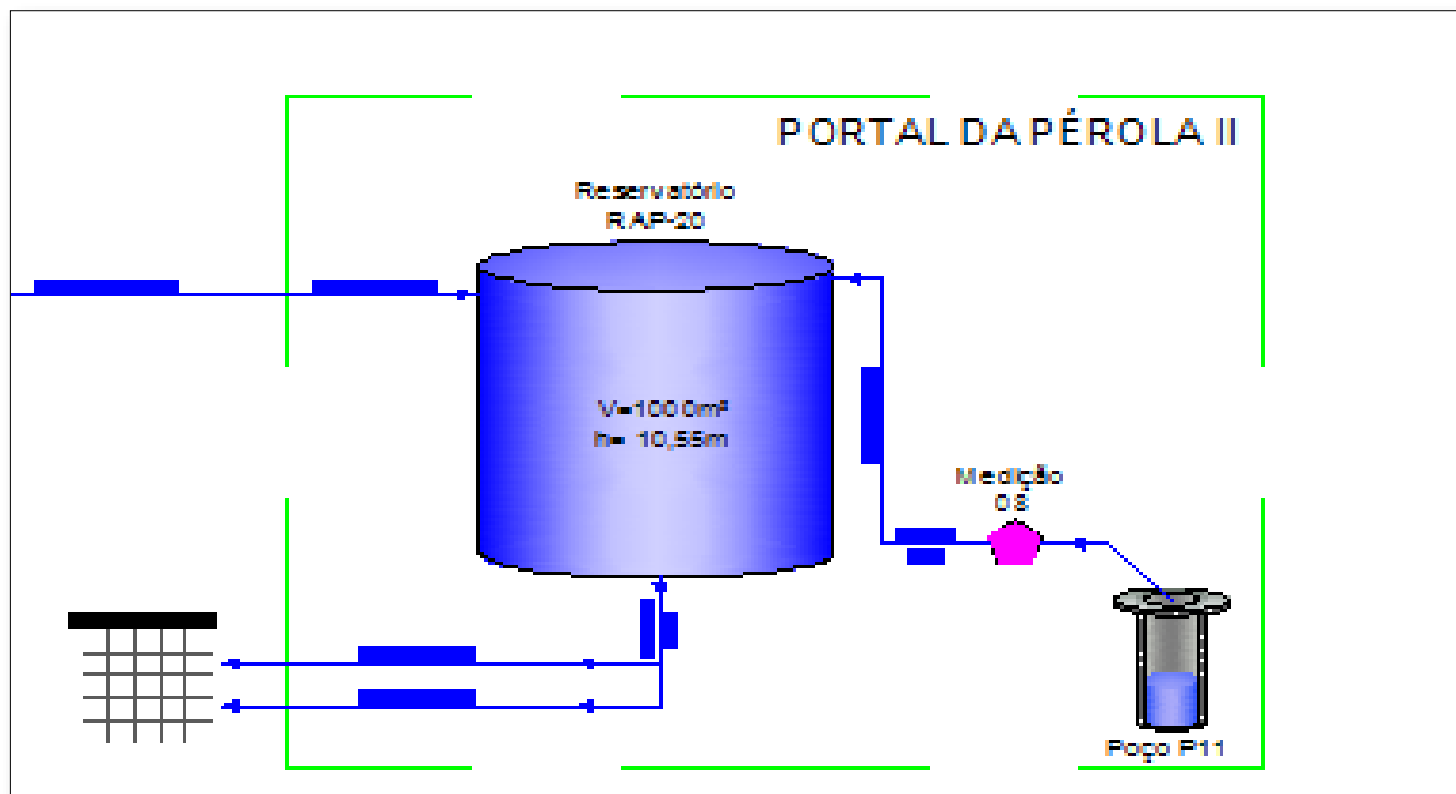 PORTAL DA PÉROLA II
Reservatório
RAP-20
V=1000m³
h= 10,55m
Medição
08
Poço P11